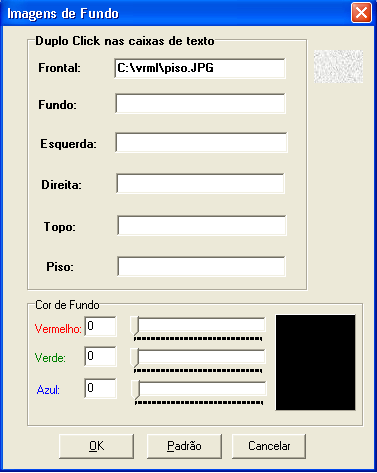 Imagens de Fundo
Duplo Click nas caixas de texto
Frontal: C:\vrml\piso.JPG
Fundo:
Esquerda:
Direita:
Topo:
Piso:
Cor de Fundo
Vermelho: 0
Verde: 0
Azul: 0
OK Padrão Cancelar